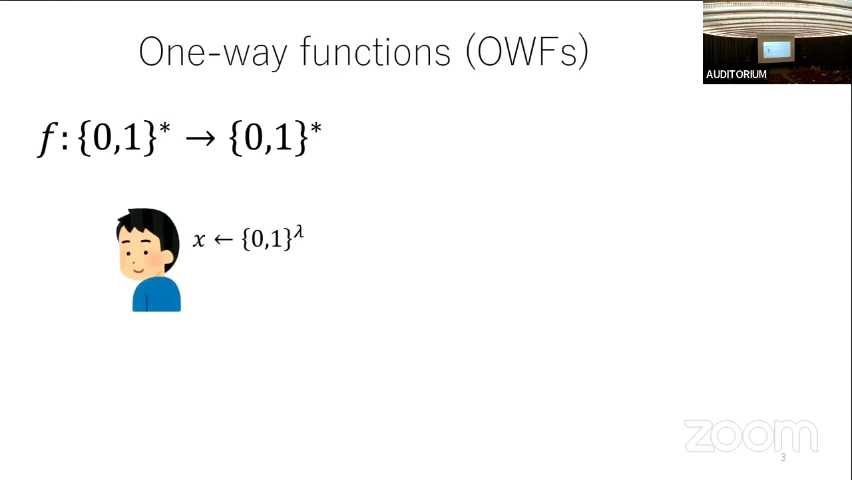 One-way functions (OWFs)
AUDITORIUM
f: {0,1}* → {0,1}*
x ← {0,1}^λ
zoom
3